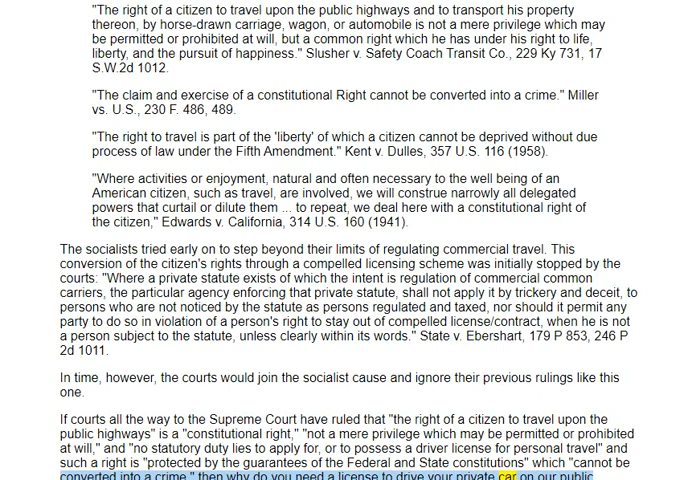 "The right of a citizen to travel upon the public highways and to transport his property
thereon, by horse-drawn carriage, wagon, or automobile is not a mere privilege which may
be permitted or prohibited at will, but a common right which he has under his right to life,
liberty, and the pursuit of happiness." Slusher v. Safety Coach Transit Co., 229 Ky 731, 17
S.W.2d 1012.
"The claim and exercise of a constitutional Right cannot be converted into a crime." Miller
vs. U.S., 230 F. 486, 489.
"The right to travel is part of the 'liberty' of which a citizen cannot be deprived without due
process of law under the Fifth Amendment." Kent v. Dulles, 357 U.S. 116 (1958).
"Where activities or enjoyment, natural and often necessary to the well being of an
American citizen, such as travel, are involved, we will construe narrowly all delegated
powers that curtail or dilute them ... to repeat, we deal here with a constitutional right of
the citizen," Edwards v. California, 314 U.S. 160 (1941).
The socialists tried early on to step beyond their limits of regulating commercial travel. This
conversion of the citizen's rights through a compelled licensing scheme was initially stopped by the
courts: "Where a private statute exists of which the intent is regulation of commercial common
carriers, the particular agency enforcing that private statute, shall not apply it by trickery and deceit, to
persons who are not noticed by the statute as persons regulated and taxed, nor should it permit any
party to do so in violation of a person's right to stay out of compelled license/contract, when he is not
a person subject to the statute, unless clearly within its words." State v. Ebershart, 179 P 853, 246 P
2d 1011.
In time, however, the courts would join the socialist cause and ignore their previous rulings like this
one.
If courts all the way to the Supreme Court have ruled that "the right of a citizen to travel upon the
public highways" is a "constitutional right," "not a mere privilege which may be permitted or prohibited
at will," and "no statutory duty lies to apply for, or to possess a driver license for personal travel" and
such a right is "protected by the guarantees of the Federal and State constitutions" which "cannot be
converted into a crime," then why do you need a license to drive your private car on our public